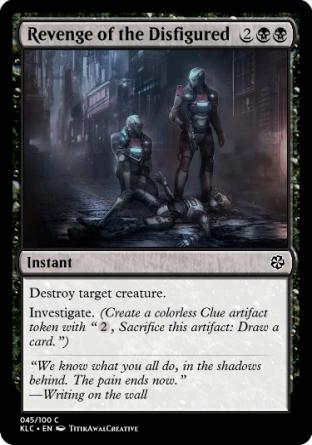 Revenge of the Disfigured 2
Instant
Destroy target creature.
Investigate. (Create a colorless Clue artifact
token with “2, Sacrifice this artifact: Draw a
card.”)
“We know what you all do, in the shadows
behind. The pain ends now.”
—Writing on the wall
045/100 C
KLC • EN TitikAwalCreative